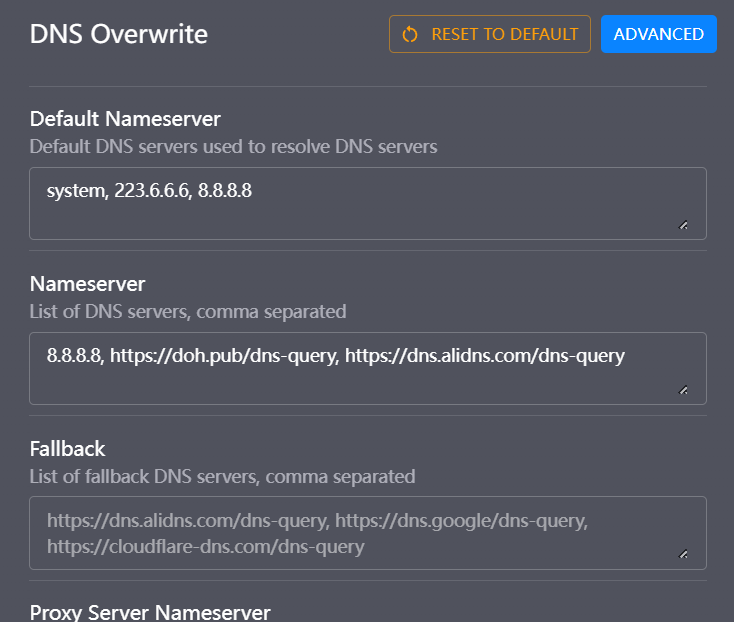 DNS Overwrite
RESET TO DEFAULT
ADVANCED
Default Nameserver
Default DNS servers used to resolve DNS servers
system, 223.6.6.6, 8.8.8.8
Nameserver
List of DNS servers, comma separated
8.8.8.8, https://doh.pub/dns-query, https://dns.alidns.com/dns-query
Fallback
List of fallback DNS servers, comma separated
https://dns.alidns.com/dns-query, https://dns.google/dns-query,
https://cloudflare-dns.com/dns-query
Proxy Server Nameserver